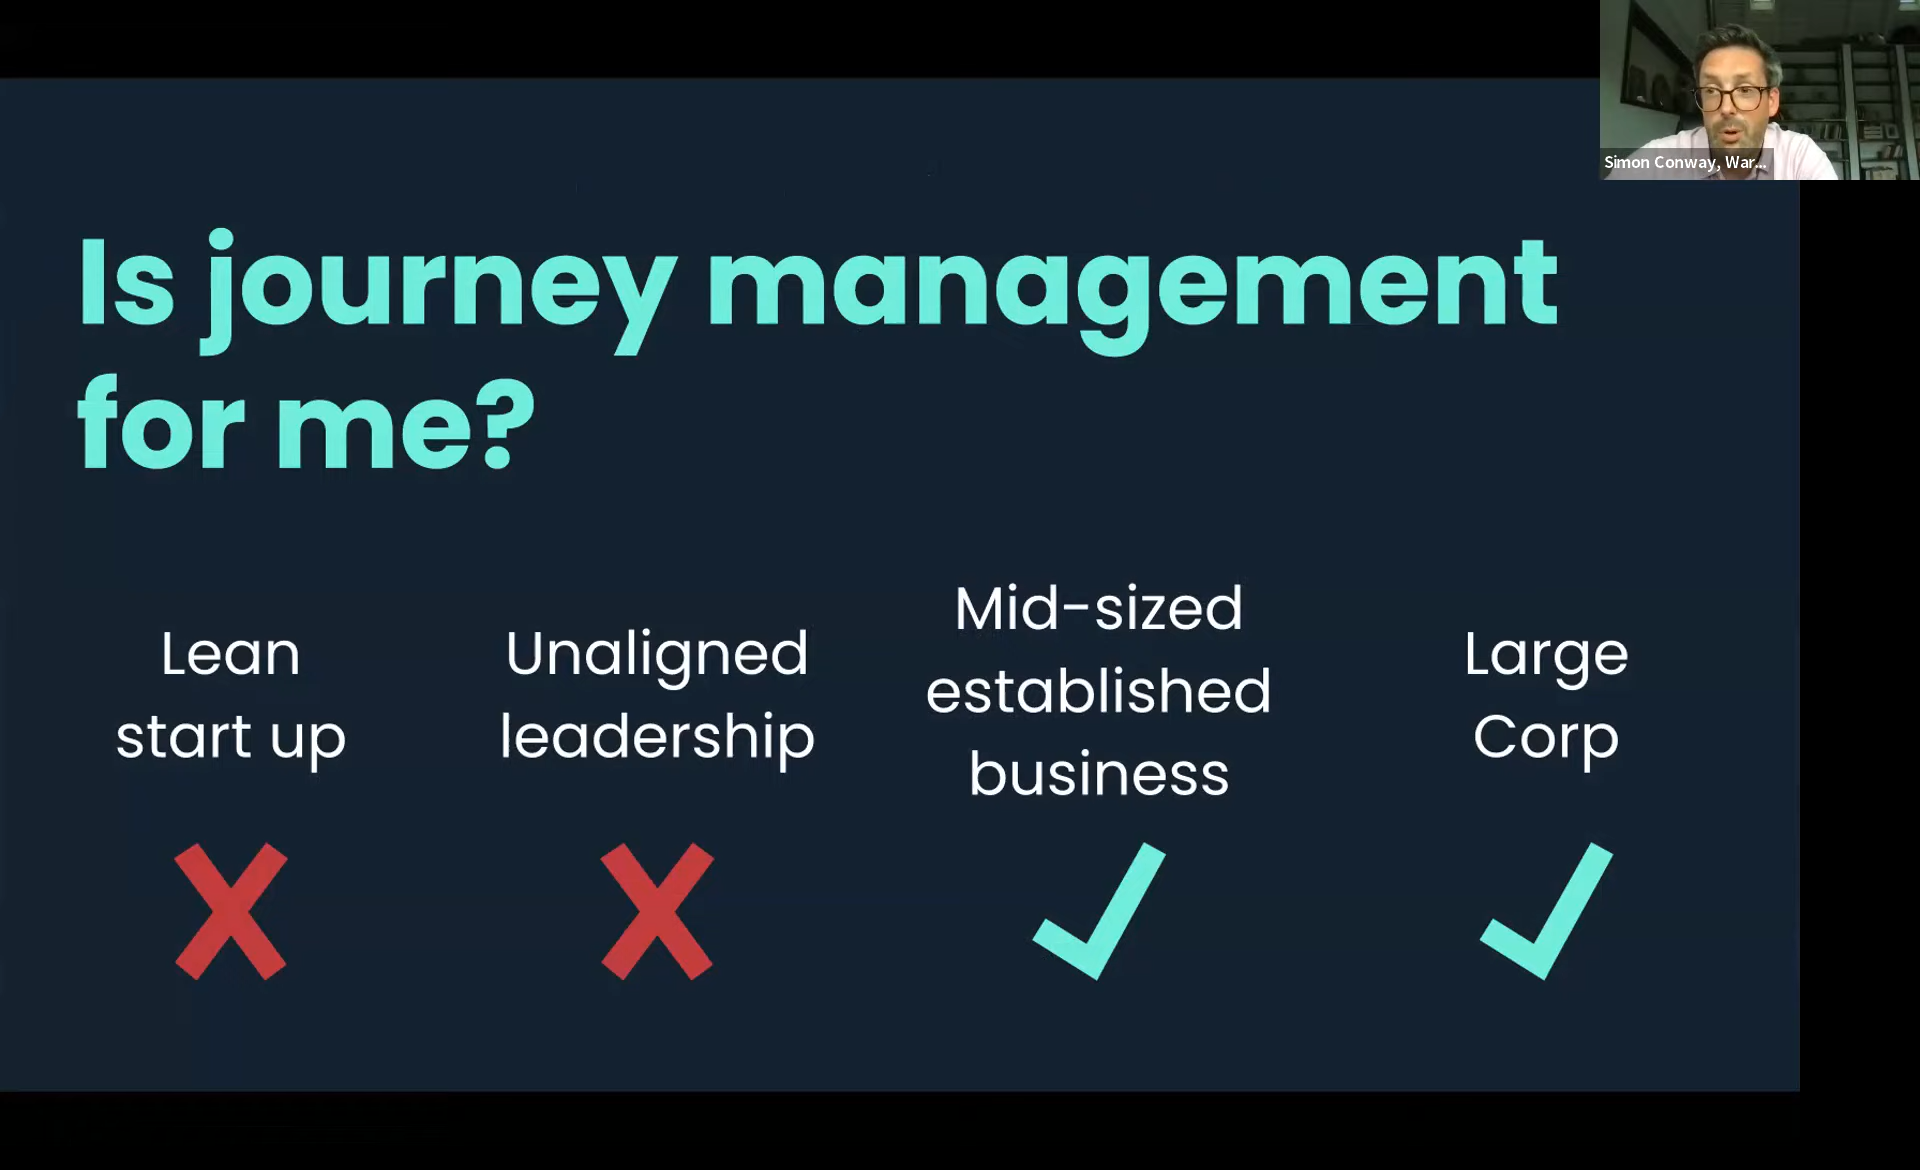 Simon Conway, War...
Is journey management
for me?
Lean
start up
Unaligned
leadership
Mid-sized
established
business
Large
Corp